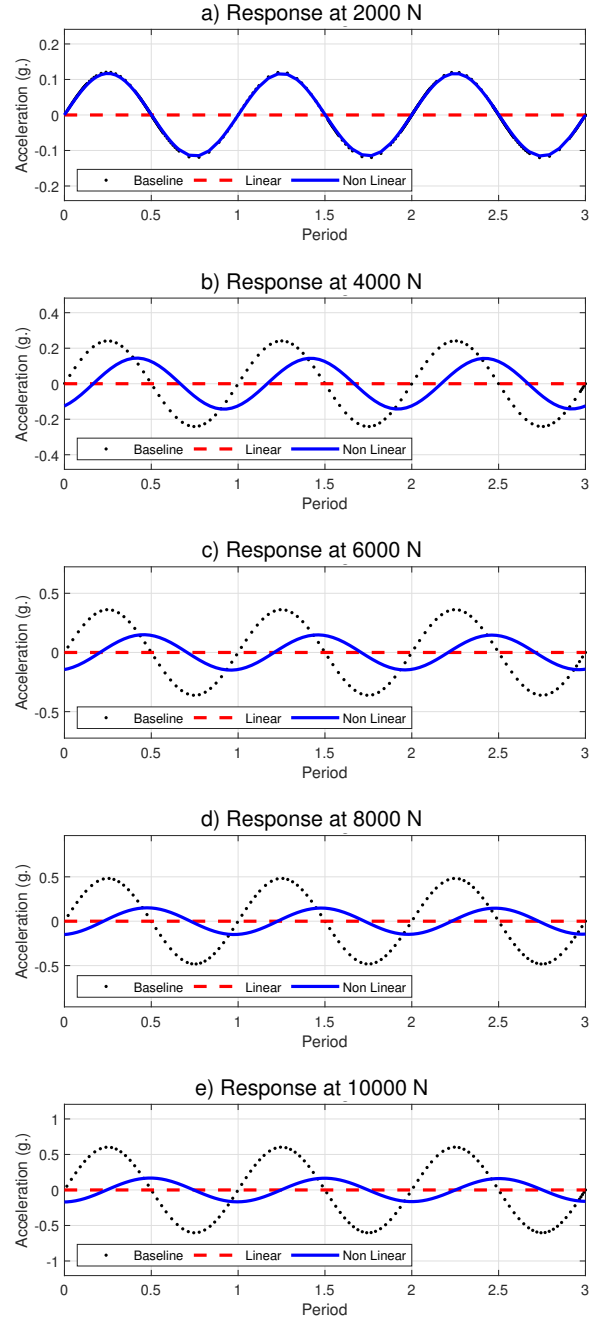 a) Response at 2000 N
Acceleration (g.)
0.2
0.1
0
-0.1
-0.2
Baseline Linear Non Linear
0 0.5 1 1.5 2 2.5 3
Period
b) Response at 4000 N
Acceleration (g.)
0.4
0.2
0
-0.2
-0.4
Baseline Linear Non Linear
0 0.5 1 1.5 2 2.5 3
Period
c) Response at 6000 N
Acceleration (g.)
0.5
0
-0.5
Baseline Linear Non Linear
0 0.5 1 1.5 2 2.5 3
Period
d) Response at 8000 N
Acceleration (g.)
0.5
0
-0.5
Baseline Linear Non Linear
0 0.5 1 1.5 2 2.5 3
Period
e) Response at 10000 N
Acceleration (g.)
1
0.5
0
-0.5
-1
Baseline Linear Non Linear
0 0.5 1 1.5 2 2.5 3
Period